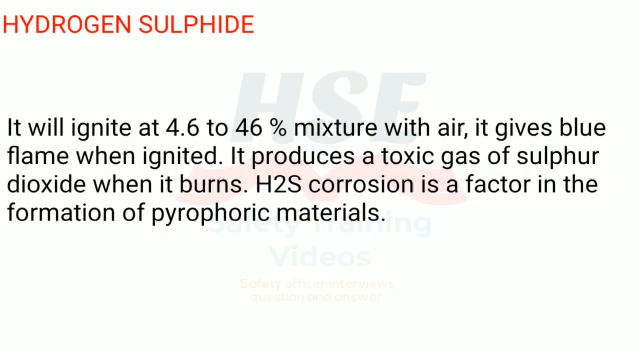 HYDROGEN SULPHIDE
HSE
It will ignite at 4.6 to 46 % mixture with air, it gives blue
flame when ignited. It produces a toxic gas of sulphur
dioxide when it burns. H2S corrosion is a factor in the
formation of pyrophoric materials.
Safety Training
Videos
Safety officer interviews
question and answer